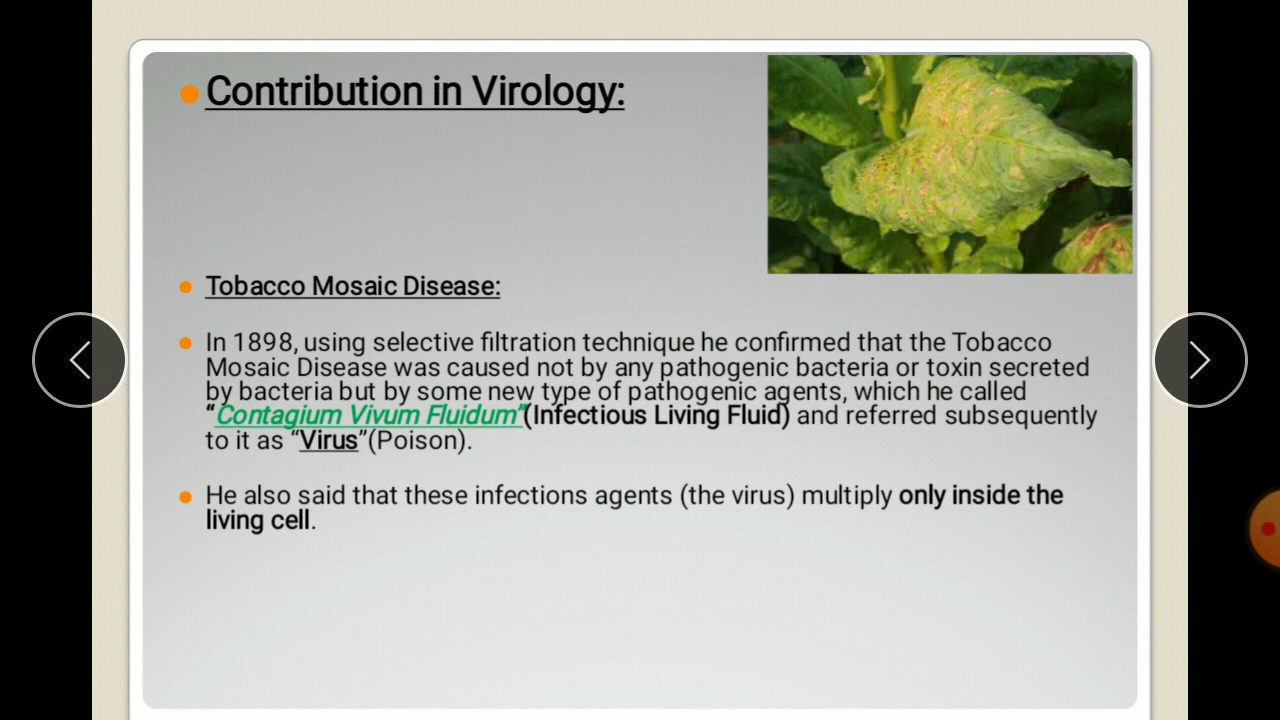 Contribution in Virology:
Tobacco Mosaic Disease:
In 1898, using selective filtration technique he confirmed that the Tobacco
Mosaic Disease was caused not by any pathogenic bacteria or toxin secreted
by bacteria but by some new type of pathogenic agents, which he called
“Contagium Vivum Fluidum”(Infectious Living Fluid) and referred subsequently
to it as “Virus”(Poison).
He also said that these infections agents (the virus) multiply only inside the
living cell.